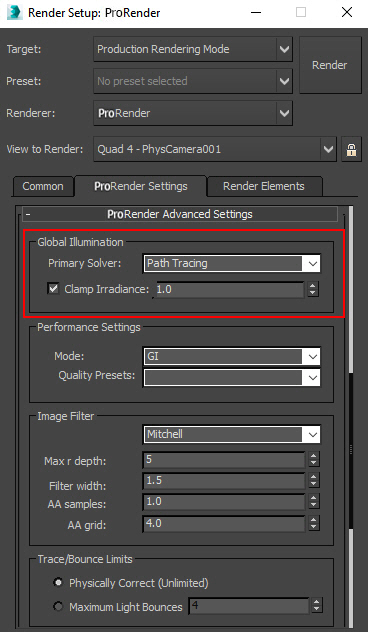 Render Setup: ProRender
Target: Production Rendering Mode
Render
Preset: No preset selected
Renderer: ProRender
View to Render: Quad 4 - PhysCamera001
Common ProRender Settings Render Elements
- ProRender Advanced Settings
Global Illumination
Primary Solver: Path Tracing
Clamp Irradiance: 1.0
Performance Settings
Mode: GI
Quality Presets:
Image Filter
Mitchell
Max r depth: 5
Filter width: 1.5
AA samples: 1.0
AA grid: 4.0
Trace/Bounce Limits
Physically Correct (Unlimited)
Maximum Light Bounces 4